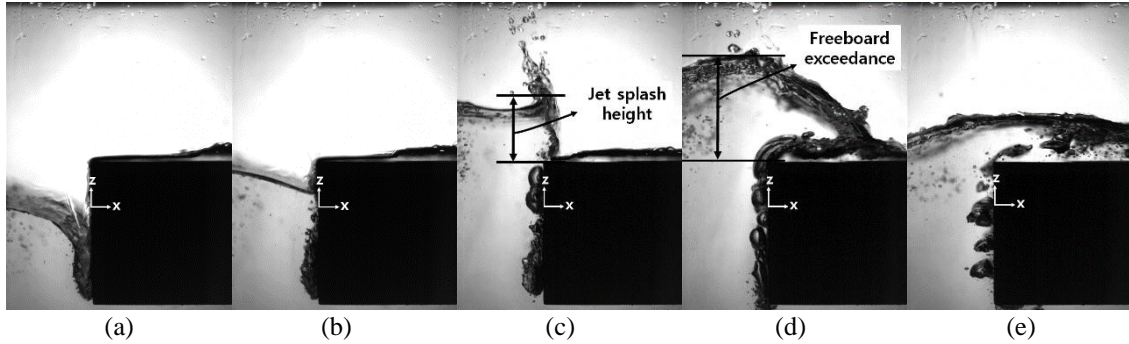 Jet splash
height
Freeboard
exceedance
z
x
z
x
z
x
z
x
z
x
(a)
(b)
(c)
(d)
(e)